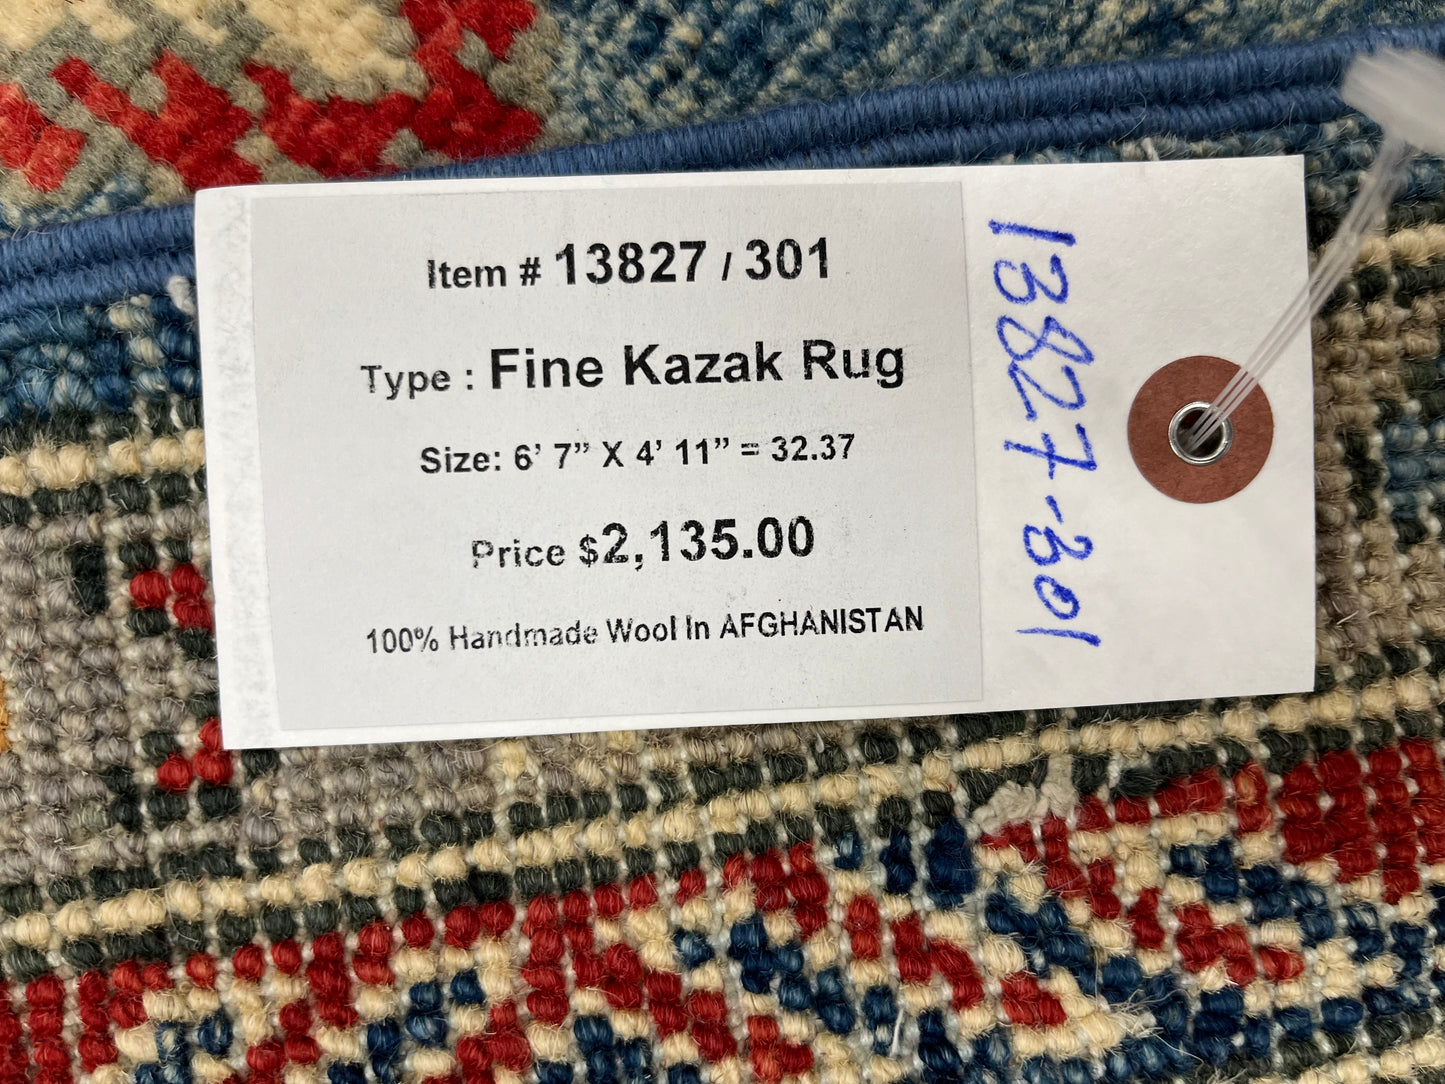 Item # 13827 / 301
Type : Fine Kazak Rug
Size: 6’ 7” X 4’ 11” = 32.37
Price $2,135.00
100% Handmade Wool In AFGHANISTAN
13827-301